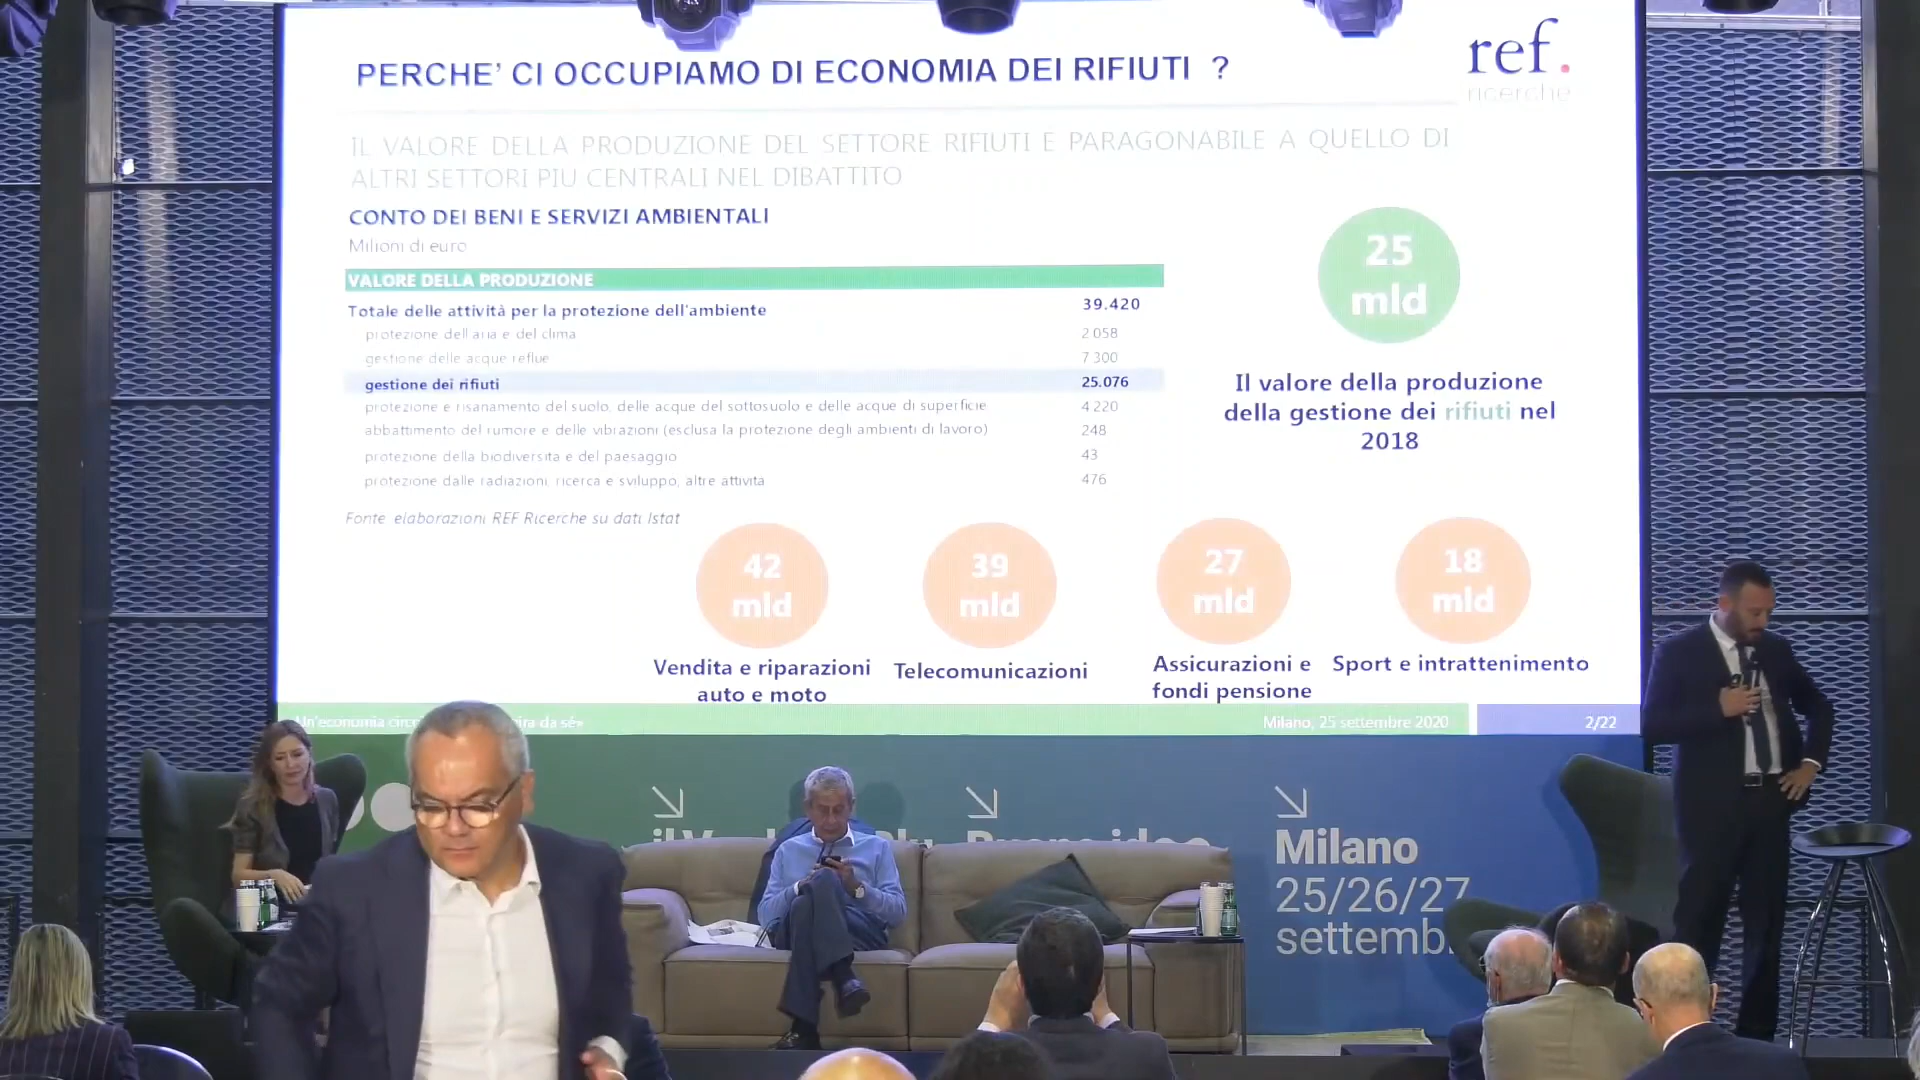 PERCHE' CI OCCUPIAMO DI ECONOMIA DEI RIFIUTI ?
ref.
ricerche
IL VALORE DELLA PRODUZIONE DEL SETTORE RIFIUTI E PARAGONABILE A QUELLO DI
ALTRI SETTORI PIU CENTRALI NEL DIBATTITO
CONTO DEI BENI E SERVIZI AMBIENTALI
Milioni di euro
VALORE DELLA PRODUZIONE
Totale delle attività per la protezione dell'ambiente 39.420
protezione dell aria e del clima 2 058
gestione delle acque reflue 7 300
gestione dei rifiuti 25.076
protezione e risanamento del suolo, delle acque del sottosuolo e delle acque di superficie 4 220
abbattimento del rumore e delle vibrazioni (esclusa la protezione degli ambienti di lavoro) 248
protezione della biodiversita e del paesaggio 43
protezione dalle radiazioni, ricerca e sviluppo, altre attivita 476
Fonte elaborazioni REF Ricerche su dati Istat
25
mld
Il valore della produzione
della gestione dei rifiuti nel
2018
42
mld
Vendita e riparazioni
auto e moto
39
mld
Telecomunicazioni
27
mld
Assicurazioni e
fondi pensione
18
mld
Sport e intrattenimento
Un'economia da sé»
Milano, 25 settembre 2020
2/22
Milano
25/26/27